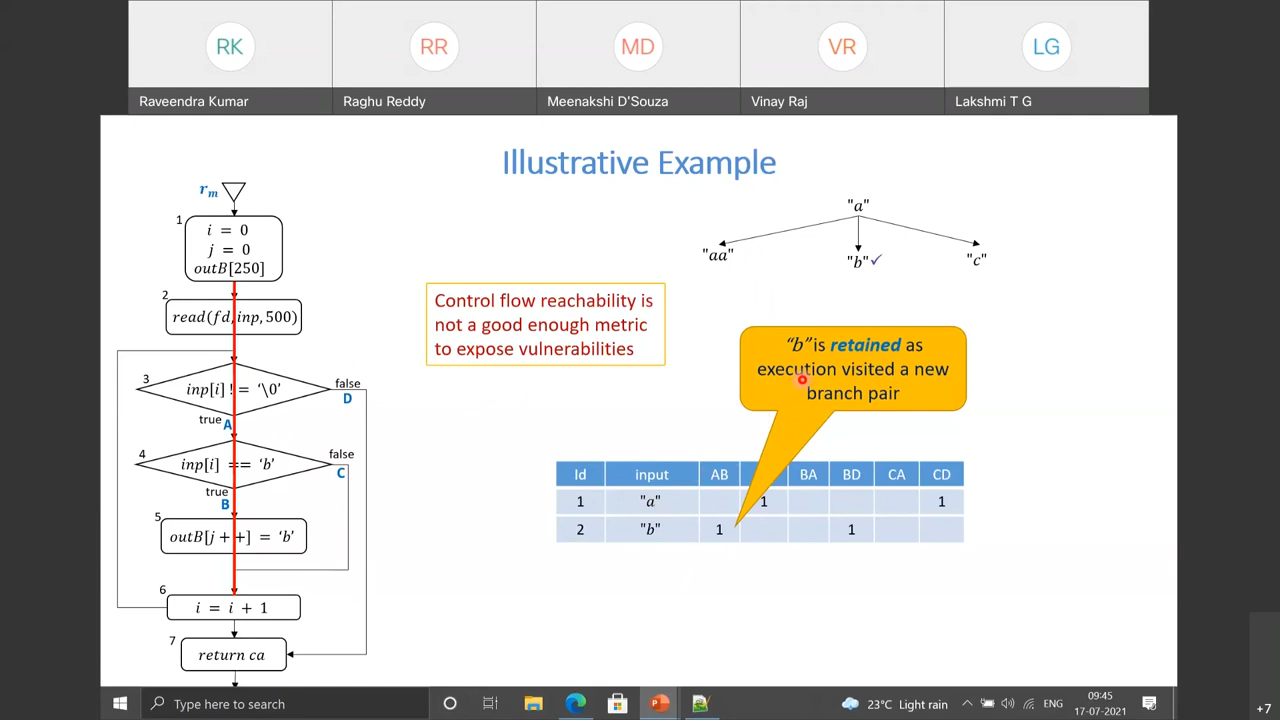 RK
RR
MD
VR
LG
Raveendra Kumar
Raghu Reddy
Meenakshi D'Souza
Vinay Raj
Lakshmi T G
Illustrative Example
r_m
1
i = 0
j = 0
outB[250]
2
read(fd, inp, 500)
3
inp[i] != '\0'
false
D
true
A
4
inp[i] == 'b'
false
C
true
B
5
outB[j + +] = 'b'
6
i = i + 1
7
return ca
Control flow reachability is
not a good enough metric
to expose vulnerabilities
"a"
"aa"
"b"✓
"c"
"b" is retained as
execution visited a new
branch pair
Id input AB BA BD CA CD
1 "a" 1 1
2 "b" 1 1
Type here to search
23°C Light rain
ENG
09:45
17-07-2021
+7